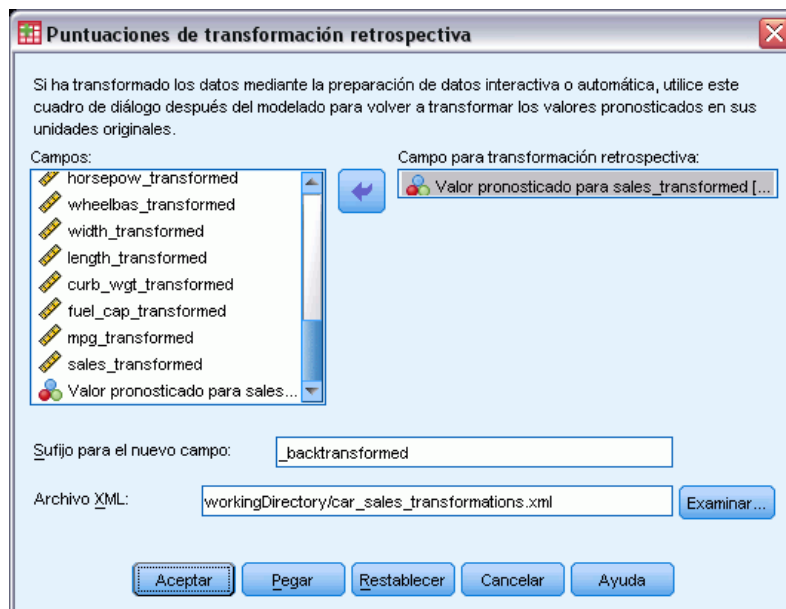 Puntuaciones de transformación retrospectiva
Si ha transformado los datos mediante la preparación de datos interactiva o automática, utilice este
cuadro de diálogo después del modelado para volver a transformar los valores pronosticados en sus
unidades originales.
Campos:
horsepow_transformed
wheelbas_transformed
width_transformed
length_transformed
curb_wgt_transformed
fuel_cap_transformed
mpg_transformed
sales_transformed
Valor pronosticado para sales...
Campo para transformación retrospectiva:
Valor pronosticado para sales_transformed [...
Sufijo para el nuevo campo:
_backtransformed
Archivo XML:
workingDirectory/car_sales_transformations.xml
Examinar...
Aceptar
Pegar
Restablecer
Cancelar
Ayuda